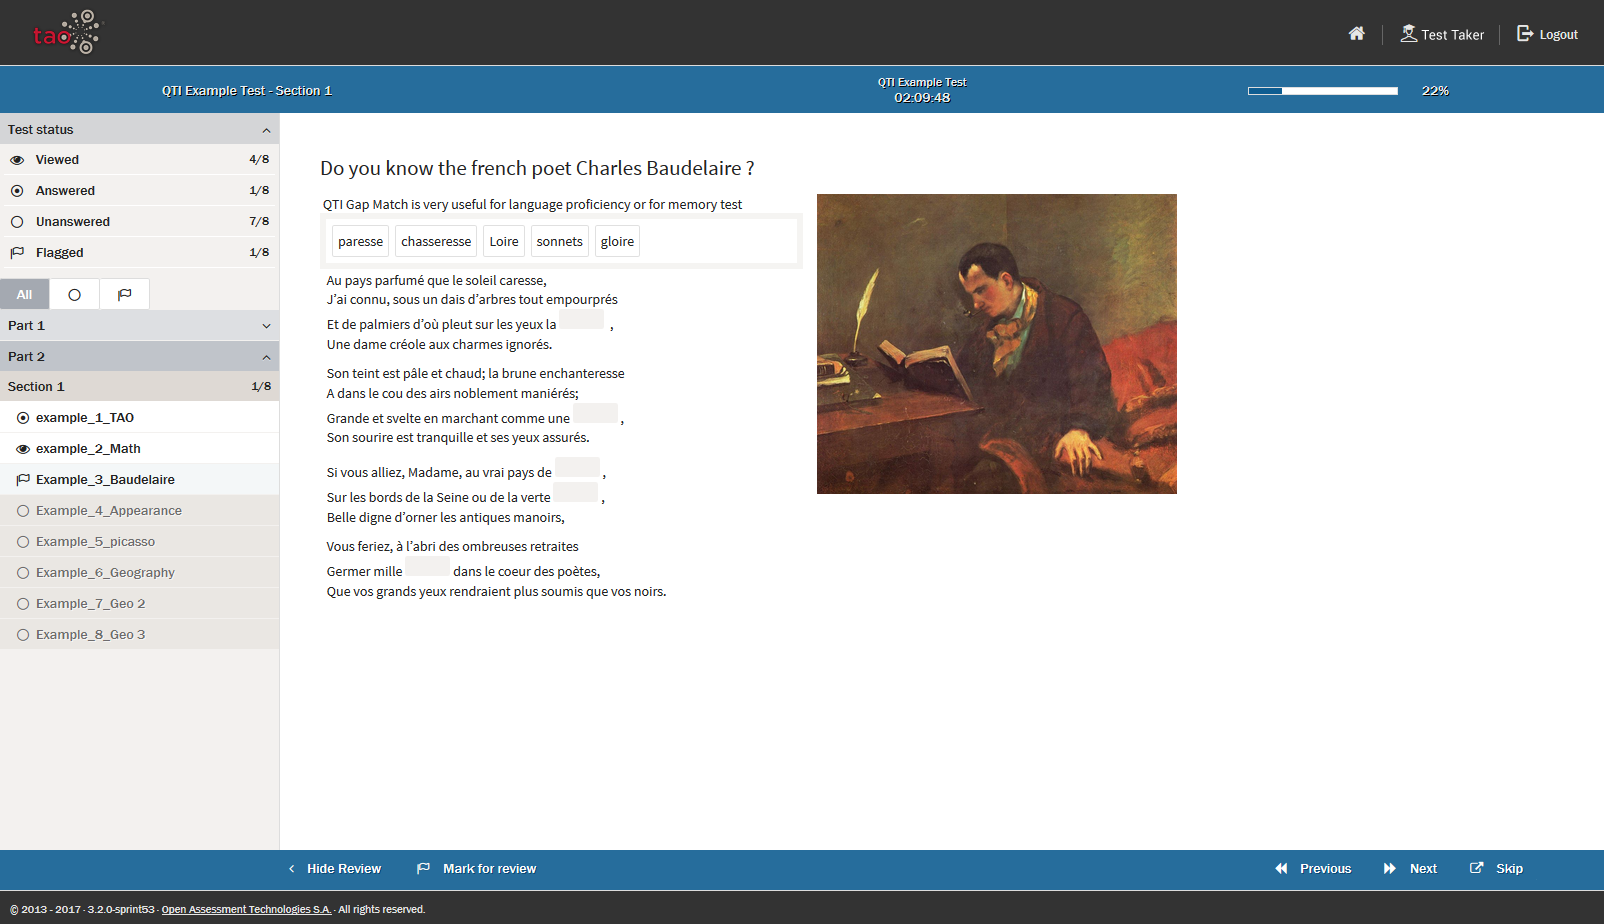 tao
Test Taker
Logout
QTI Example Test - Section 1
QTI Example Test
02:09:48
22%
Test status
Viewed 4/8
Answered 1/8
Unanswered 7/8
Flagged 1/8
All
Part 1
Part 2
Section 1 1/8
example_1_TAO
example_2_Math
Example_3_Baudelaire
Example_4_Appearance
Example_5_picasso
Example_6_Geography
Example_7_Geo 2
Example_8_Geo 3
Do you know the french poet Charles Baudelaire ?
QTI Gap Match is very useful for language proficiency or for memory test
paresse chasseresse Loire sonnets gloire
Au pays parfumé que le soleil caresse,
J’ai connu, sous un dais d’arbres tout empourprés
Et de palmiers d’où pleut sur les yeux la ,
Une dame créole aux charmes ignorés.
Son teint est pâle et chaud; la brune enchanteresse
A dans le cou des airs noblement maniérés;
Grande et svelte en marchant comme une ,
Son sourire est tranquille et ses yeux assurés.
Si vous alliez, Madame, au vrai pays de ,
Sur les bords de la Seine ou de la verte ,
Belle digne d’orner les antiques manoirs,
Vous feriez, à l’abri des ombreuses retraites
Germer mille dans le coeur des poètes,
Que vos grands yeux rendraient plus soumis que vos noirs.
Hide Review
Mark for review
Previous
Next
Skip
© 2013 - 2017 · 3.2.0-sprint53 · Open Assessment Technologies S.A. · All rights reserved.